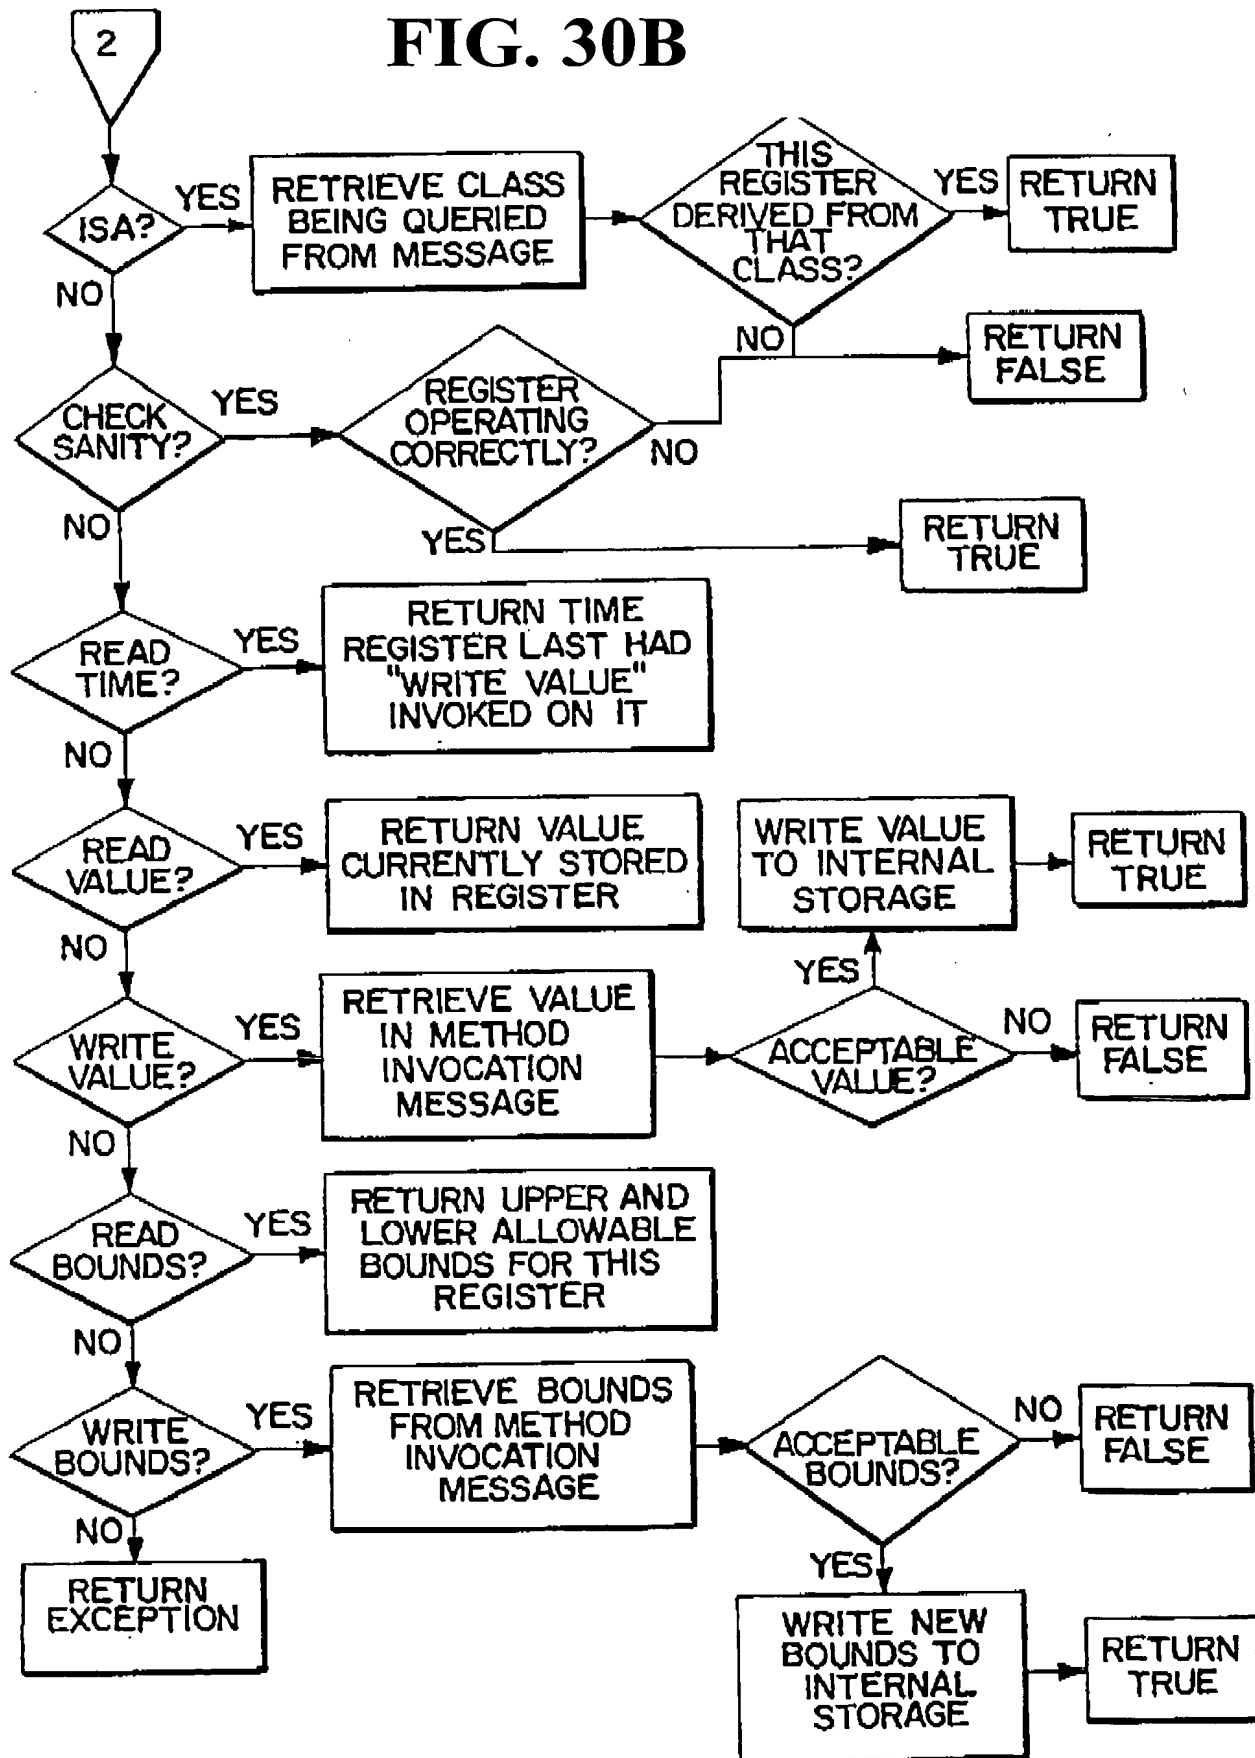 FIG. 30B
2
ISA?
YES
RETRIEVE CLASS
BEING QUERIED
FROM MESSAGE
THIS
REGISTER
DERIVED FROM
THAT
CLASS?
YES
RETURN
TRUE
NO
NO
RETURN
FALSE
CHECK
SANITY?
YES
REGISTER
OPERATING
CORRECTLY?
NO
NO
YES
RETURN
TRUE
READ
TIME?
YES
RETURN TIME
REGISTER LAST HAD
"WRITE VALUE"
INVOKED ON IT
NO
READ
VALUE?
YES
RETURN VALUE
CURRENTLY STORED
IN REGISTER
WRITE VALUE
TO INTERNAL
STORAGE
RETURN
TRUE
NO
YES
WRITE
VALUE?
YES
RETRIEVE VALUE
IN METHOD
INVOCATION
MESSAGE
ACCEPTABLE
VALUE?
NO
RETURN
FALSE
NO
READ
BOUNDS?
YES
RETURN UPPER AND
LOWER ALLOWABLE
BOUNDS FOR THIS
REGISTER
NO
WRITE
BOUNDS?
YES
RETRIEVE BOUNDS
FROM METHOD
INVOCATION
MESSAGE
ACCEPTABLE
BOUNDS?
NO
RETURN
FALSE
NO
YES
RETURN
EXCEPTION
WRITE NEW
BOUNDS TO
INTERNAL
STORAGE
RETURN
TRUE